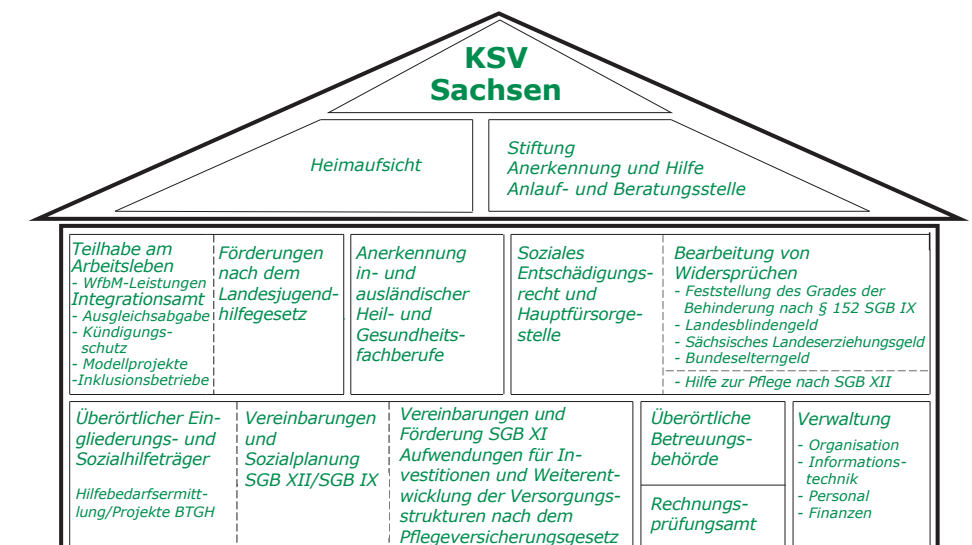 KSV
Sachsen
Heimaufsicht
Stiftung
Anerkennung und Hilfe
Anlauf- und Beratungsstelle
Teilhabe am
Arbeitsleben
- WfbM-Leistungen
Integrationsamt
- Ausgleichsabgabe
- Kündigungs-
schutz
- Modellprojekte
-Inklusionsbetriebe
Förderungen
nach dem
Landesjugend-
hilfegesetz
Anerkennung
in- und
ausländischer
Heil- und
Gesundheits-
fachberufe
Soziales
Entschädigungs-
recht und
Hauptfürsorge-
stelle
Bearbeitung von
Widersprüchen
- Feststellung des Grades der
Behinderung nach § 152 SGB IX
- Landesblindengeld
- Sächsisches Landeserziehungsgeld
- Bundeselterngeld
- Hilfe zur Pflege nach SGB XII
Überörtlicher Ein-
gliederungs- und
Sozialhilfeträger
Hilfebedarfsermitt-
lung/Projekte BTGH
Vereinbarungen
und
Sozialplanung
SGB XII/SGB IX
Vereinbarungen und
Förderung SGB XI
Aufwendungen für In-
vestitionen und Weiterent-
wicklung der Versorgungs-
strukturen nach dem
Pflegeversicherungsgesetz
Überörtliche
Betreuungs-
behörde
Rechnungs-
prüfungsamt
Verwaltung
- Organisation
- Informations-
technik
- Personal
- Finanzen